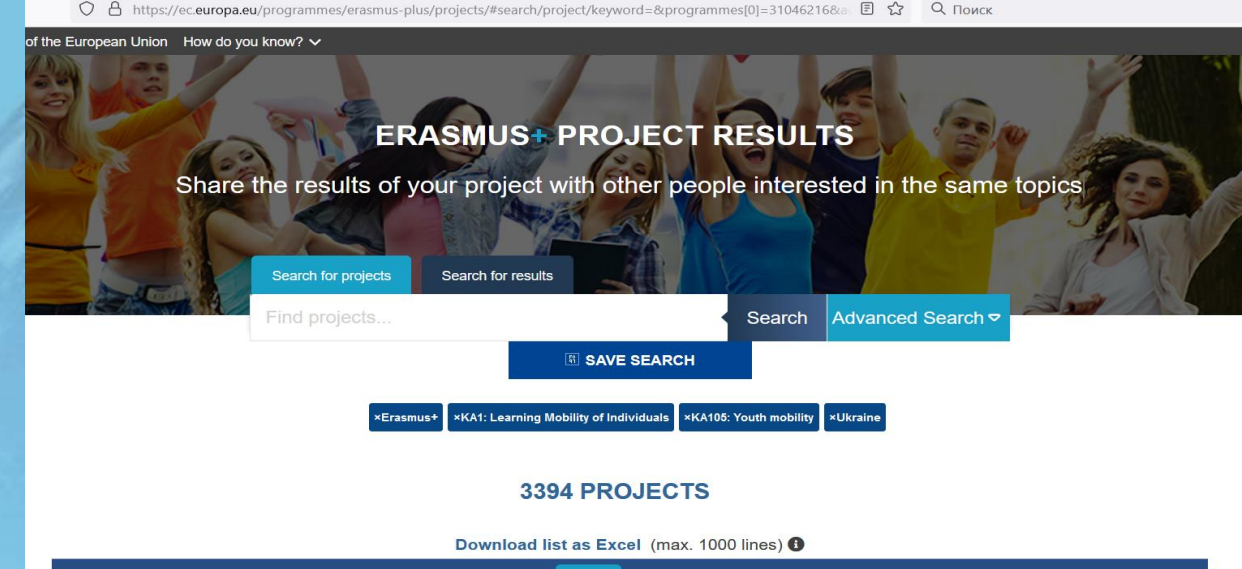 https://ec.europa.eu/programmes/erasmus-plus/projects/#search/project/keyword=&programmes[0]=31046216&a
Поиск
of the European Union How do you know?
ERASMUS+ PROJECT RESULTS
Share the results of your project with other people interested in the same topics
Search for projects Search for results
Find projects... Search Advanced Search
SAVE SEARCH
×Erasmus+ ×KA1: Learning Mobility of Individuals ×KA105: Youth mobility ×Ukraine
3394 PROJECTS
Download list as Excel (max. 1000 lines)